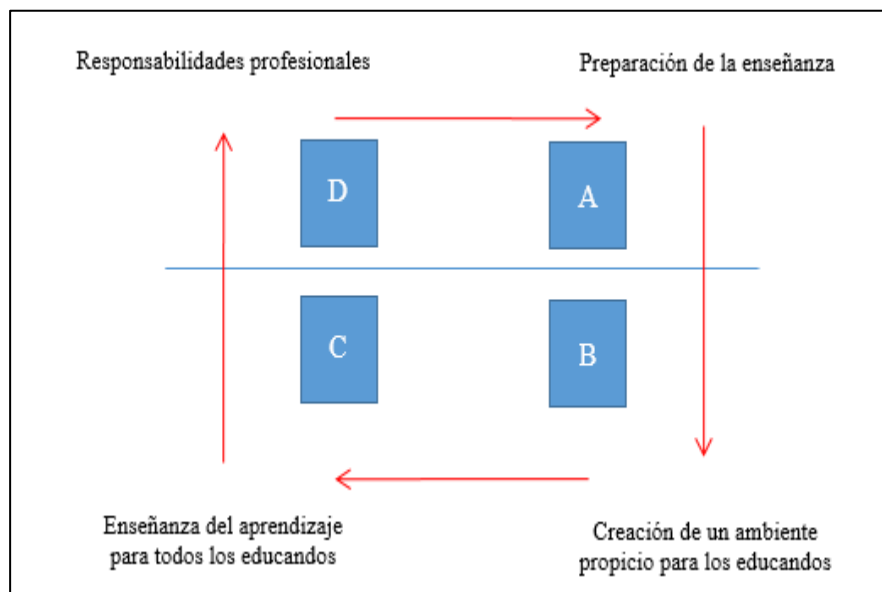 Responsabilidades profesionales
Preparación de la enseñanza
D
A
C
B
Enseñanza del aprendizaje
para todos los educandos
Creación de un ambiente
propicio para los educandos